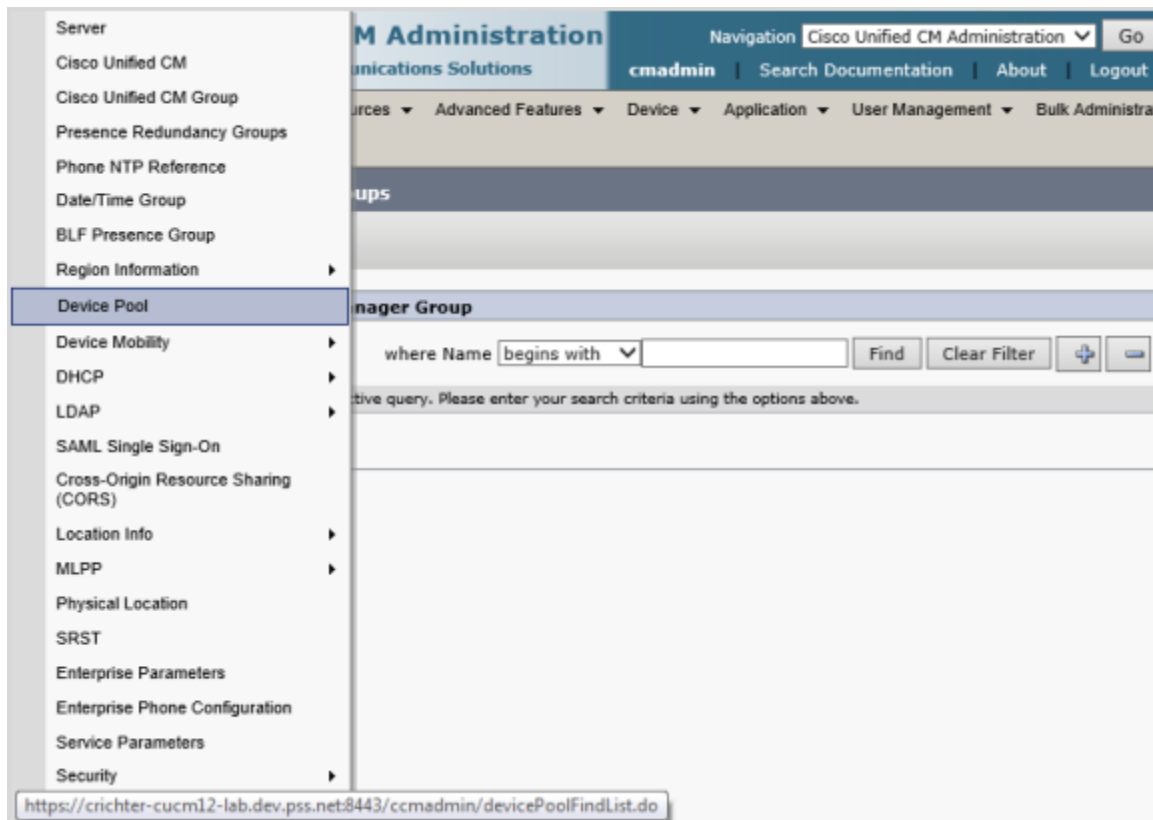 Server
Cisco Unified CM
Cisco Unified CM Group
Presence Redundancy Groups
Phone NTP Reference
Date/Time Group
BLF Presence Group
Region Information
Device Pool
Device Mobility
DHCP
LDAP
SAML Single Sign-On
Cross-Origin Resource Sharing
(CORS)
Location Info
MLPP
Physical Location
SRST
Enterprise Parameters
Enterprise Phone Configuration
Service Parameters
Security
https://crichter-cucm12-lab.dev.pss.net:8443/ccmadmin/devicePoolFindList.do
M Administration
unications Solutions
Navigation Cisco Unified CM Administration Go
cmadmin | Search Documentation | About | Logout
urces Advanced Features Device Application User Management Bulk Administra
ups
nager Group
where Name begins with Find Clear Filter
ctive query. Please enter your search criteria using the options above.